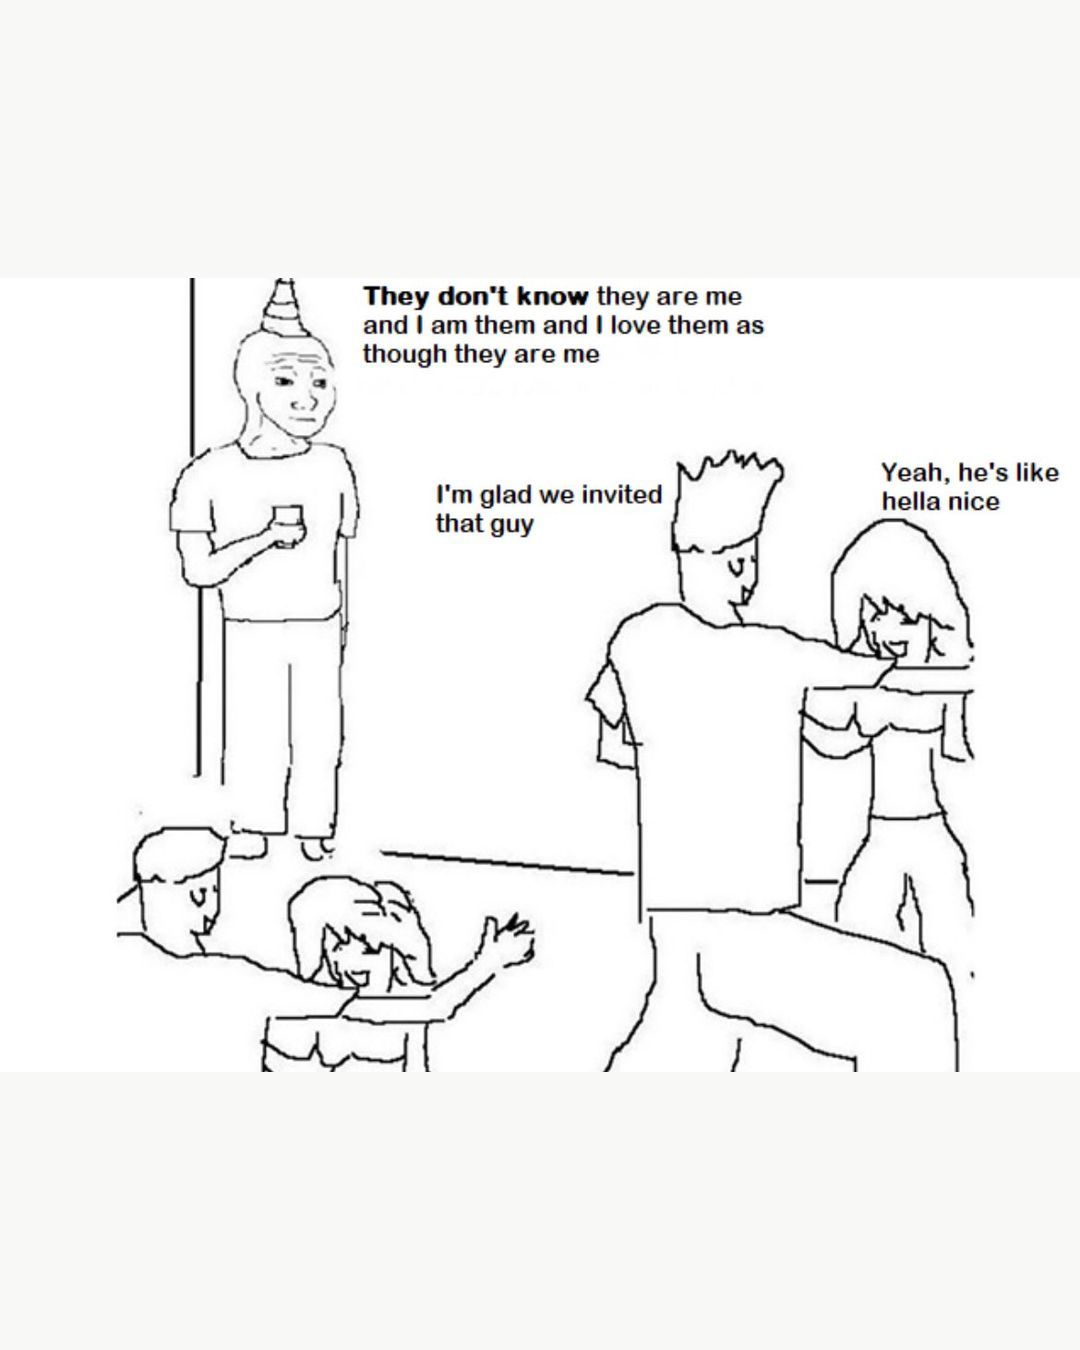 They don't know they are me
and I am them and I love them as
though they are me
I'm glad we invited
that guy
Yeah, he's like
hella nice